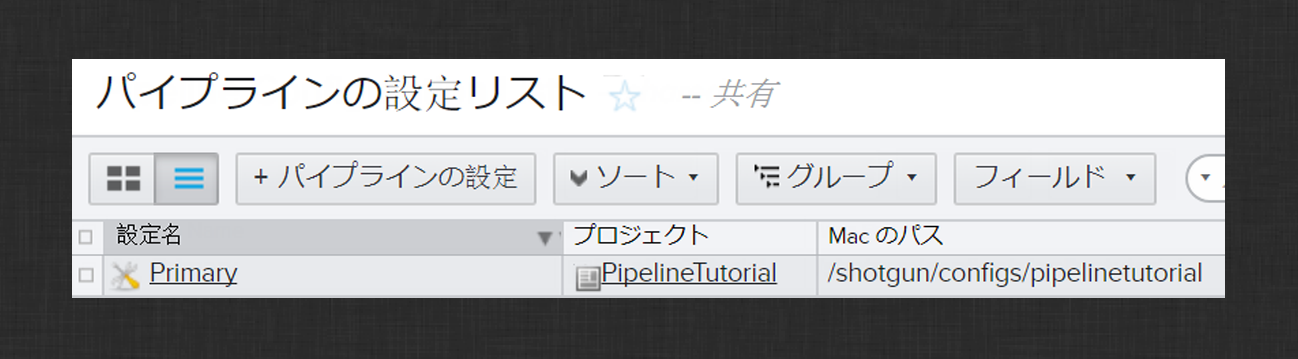 パイプラインの設定リスト -- 共有
+ パイプラインの設定 ソート グループ フィールド
設定名 プロジェクト Mac のパス
Primary PipelineTutorial /shotgun/configs/pipelinetutorial